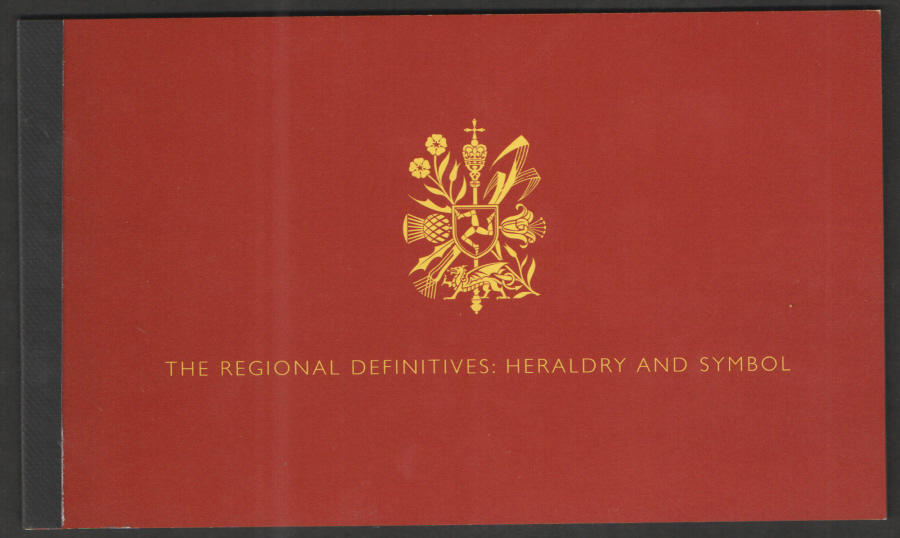 THE REGIONAL DEFINITIVES: HERALDRY AND SYMBOL